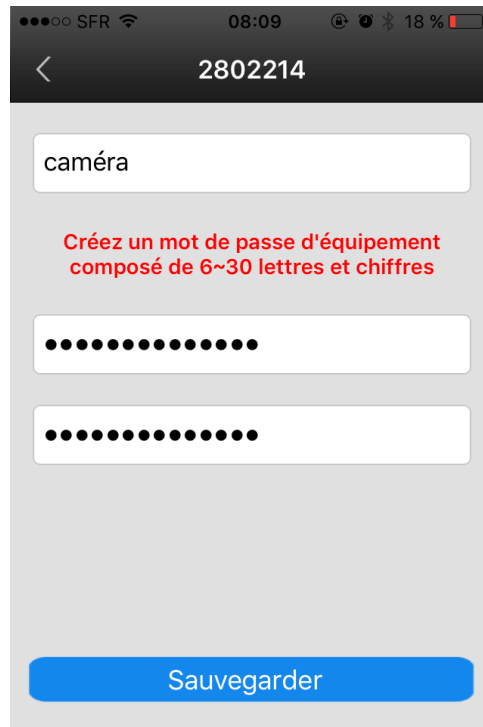 SFR 08:09 18 %
2802214
caméra
Créez un mot de passe d'équipement
composé de 6~30 lettres et chiffres
●●●●●●●●●●●●●●
●●●●●●●●●●●●●●
Sauvegarder